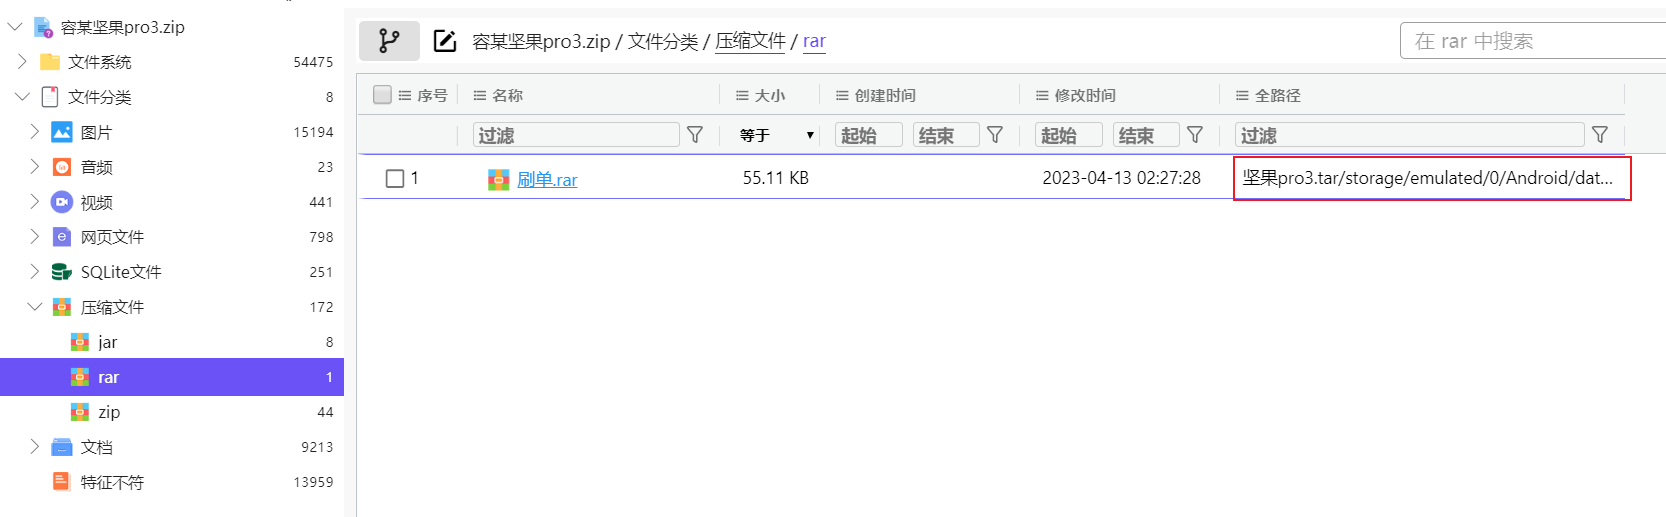 容某坚果pro3.zip
文件系统 54475
文件分类 8
图片 15194
音频 23
视频 441
网页文件 798
SQLite文件 251
压缩文件 172
jar 8
rar 1
zip 44
文档 9213
特征不符 13959
容某坚果pro3.zip / 文件分类 / 压缩文件 / rar
在 rar 中搜索
序号 名称 大小 创建时间 修改时间 全路径
过滤 等于 起始 结束 起始 结束 过滤
1 刷单.rar 55.11 KB 2023-04-13 02:27:28 坚果pro3.tar/storage/emulated/0/Android/dat...